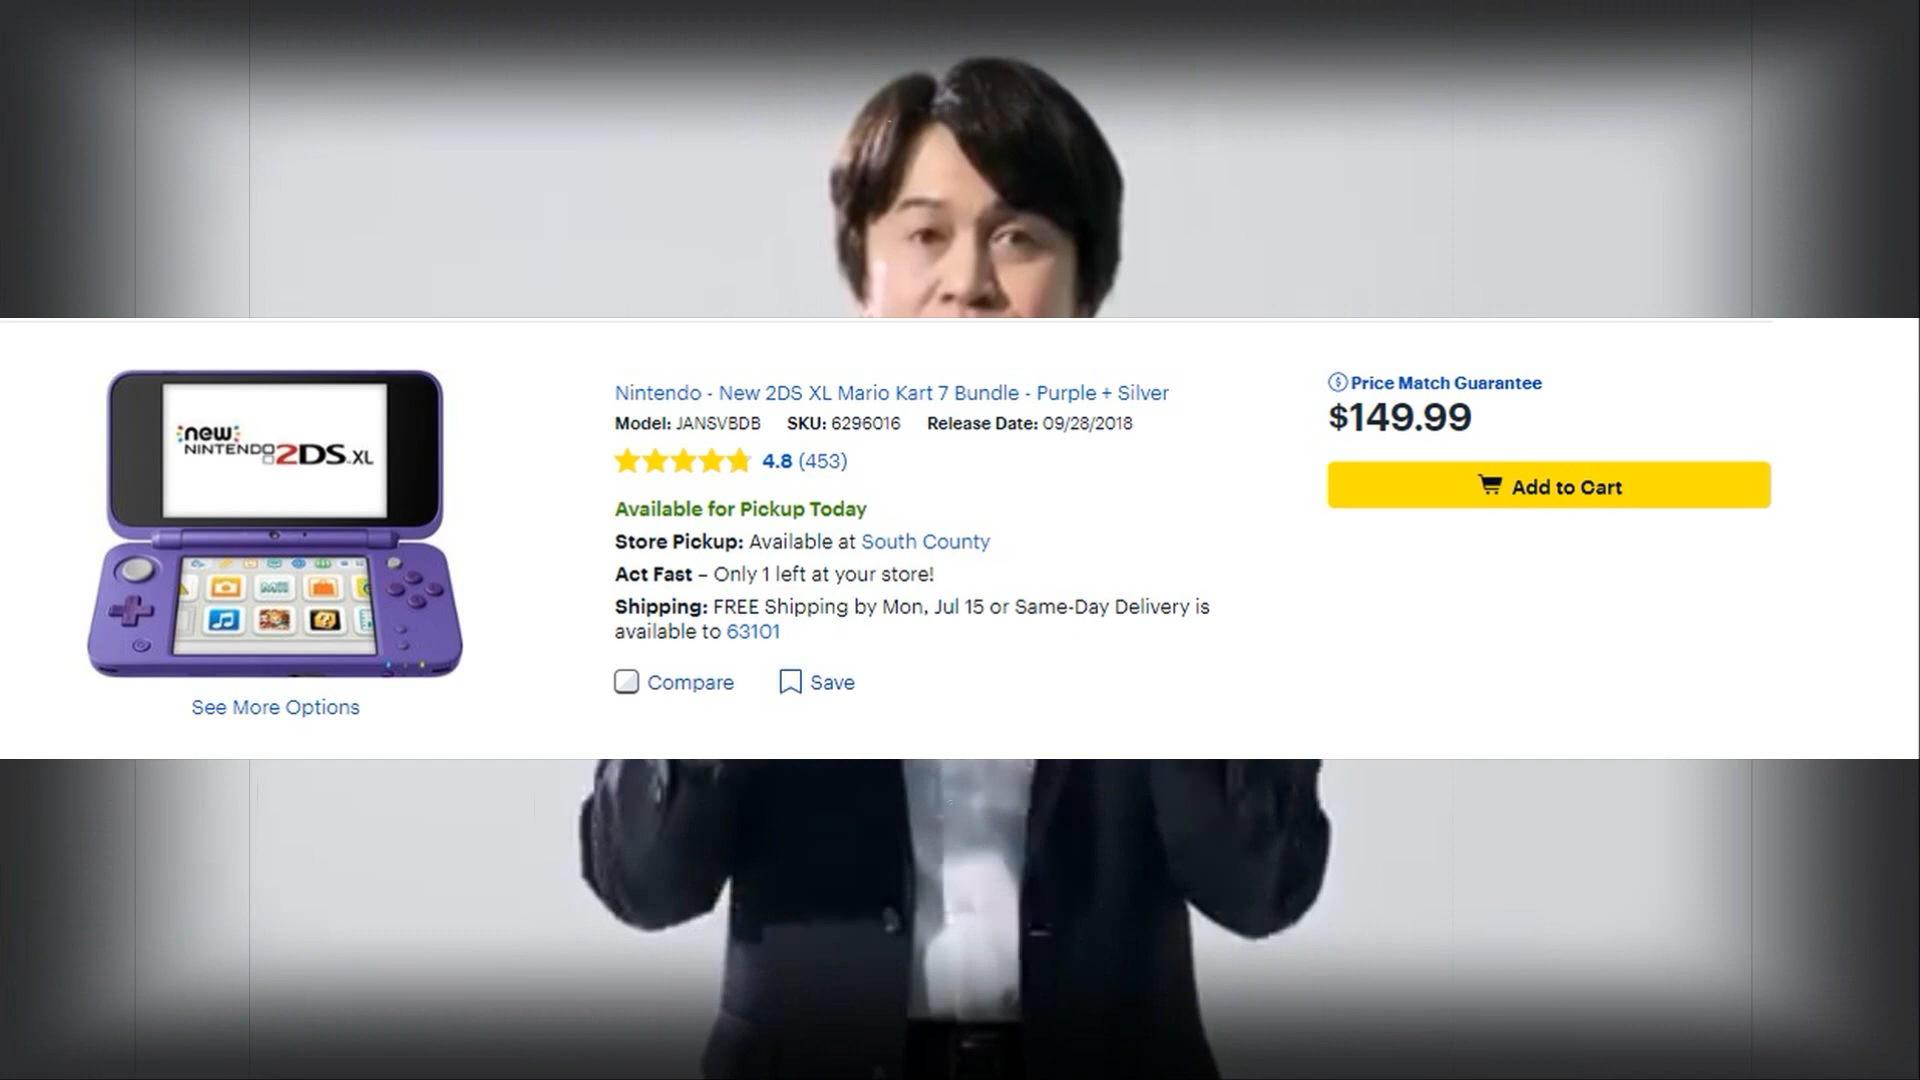 new
NINTENDO 2DS XL
See More Options
Nintendo - New 2DS XL Mario Kart 7 Bundle - Purple + Silver
Model: JANSVBDB SKU: 6296016 Release Date: 09/28/2018
4.8 (453)
Available for Pickup Today
Store Pickup: Available at South County
Act Fast – Only 1 left at your store!
Shipping: FREE Shipping by Mon, Jul 15 or Same-Day Delivery is
available to 63101
Compare Save
Price Match Guarantee
$149.99
Add to Cart